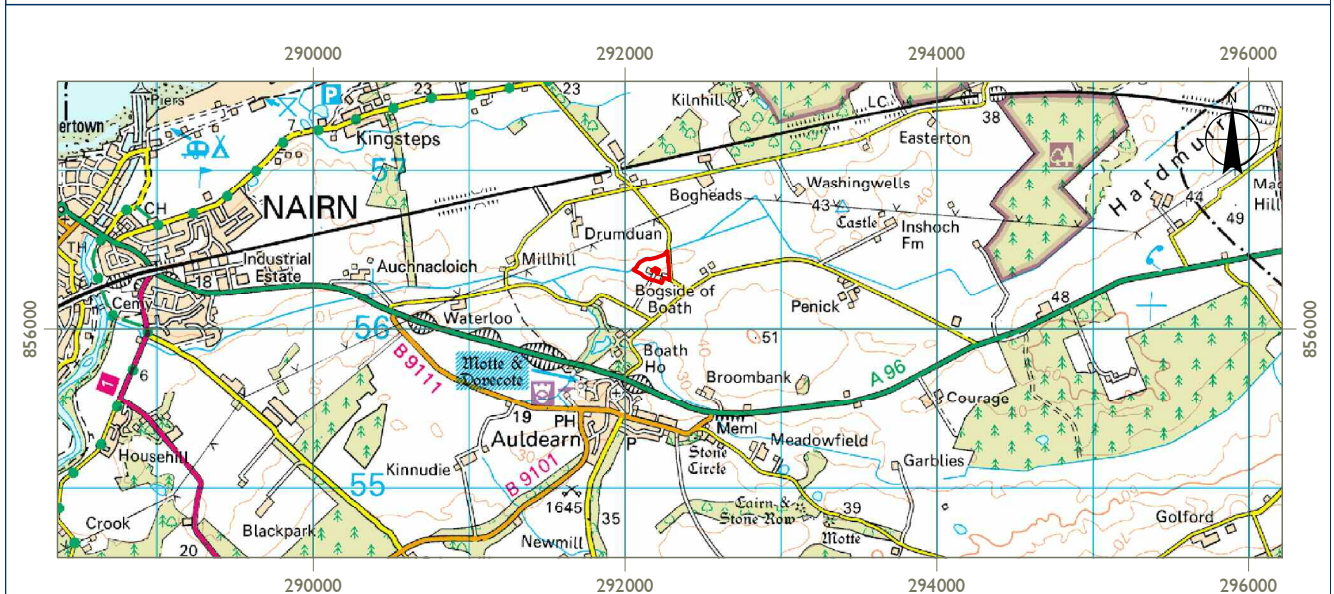 290000 292000 294000 296000
Piers
ertown
23
23
P
Kilnhill
LC
38
N
Kingsteps
7
Easterton
57
18
CH
NAIRN
Washingwells
Bogheads
43
Castle
Hardmuir
44
49
Drumduan
Inshoch
Fm
TH
Industrial
Estate
18
Auchnacloich
Millhill
Bogside of
Boath
Penick
48
Cemy
856000
56
Waterloo
51
856000
Boath
Ho
B 9111
Motte &
Dovecote
Broombank
A 96
1
6
19
PH
Auldearn
Meml
Courage
P
Stone
Circle
Meadowfield
Househill
30
Kinnudie
B 9101
Garblies
55
1645
35
Cairn &
Stone Row
39
Motte
Crook
Blackpark
20
Newmill
Golford
290000 292000 294000 296000